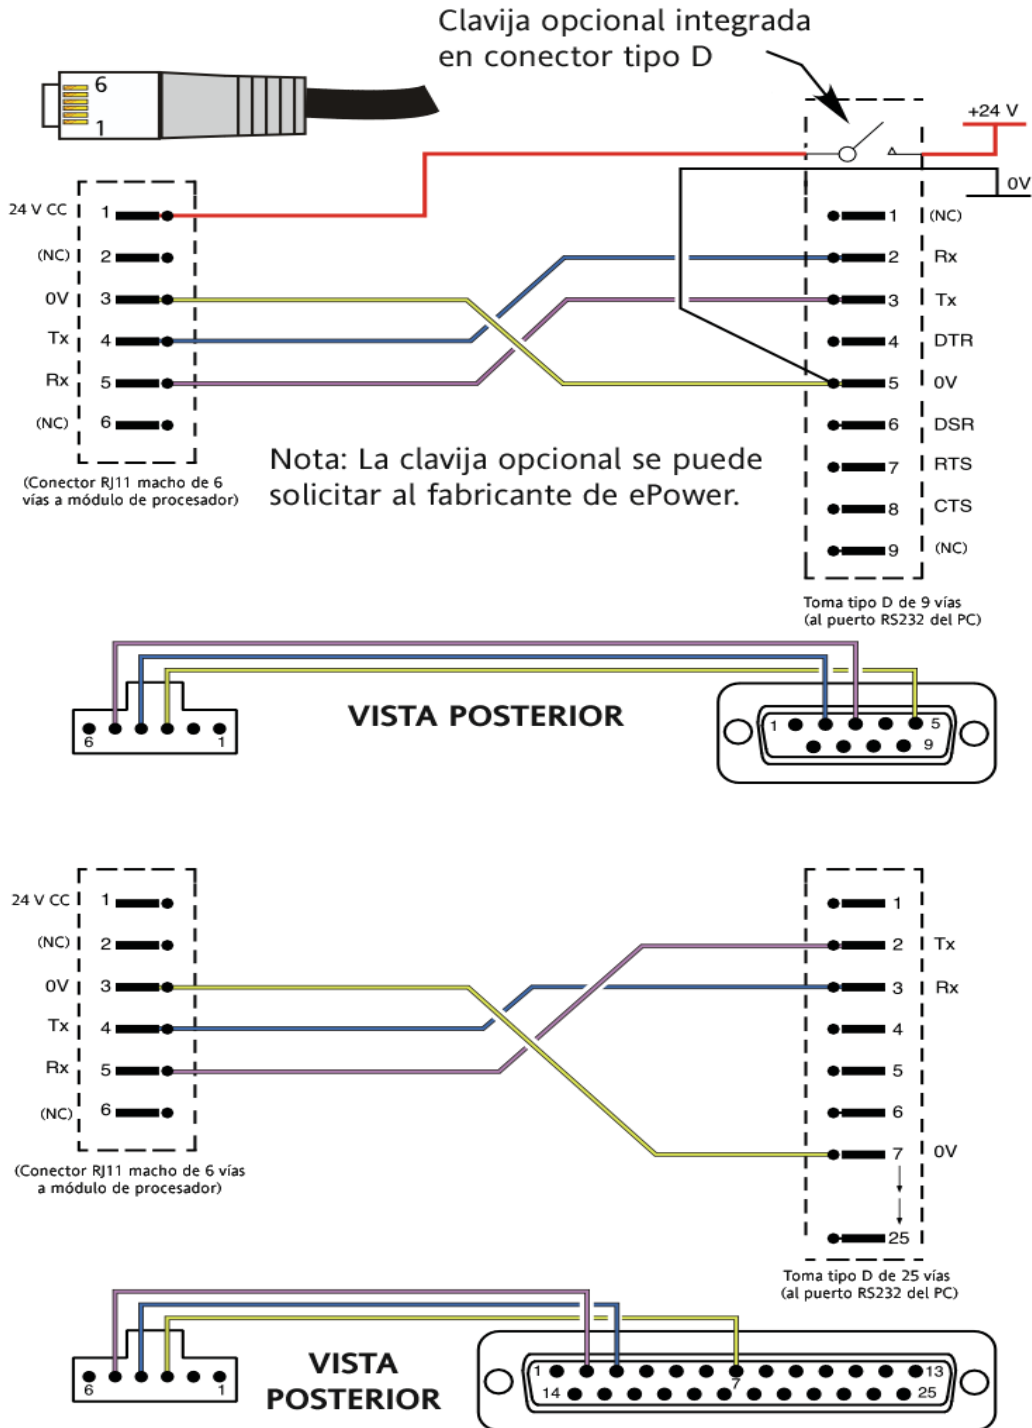 Clavija opcional integrada
en conector tipo D
6
1
+24 V
0V
24 V CC 1
(NC) 2
0V 3
Tx 4
Rx 5
(NC) 6
(Conector RJ11 macho de 6
vías a módulo de procesador)
1 (NC)
2 Rx
3 Tx
4 DTR
5 0V
6 DSR
7 RTS
8 CTS
9 (NC)
Toma tipo D de 9 vías
(al puerto RS232 del PC)
Nota: La clavija opcional se puede
solicitar al fabricante de ePower.
6 1
VISTA POSTERIOR
1 5
9
24 V CC 1
(NC) 2
0V 3
Tx 4
Rx 5
(NC) 6
(Conector RJ11 macho de 6 vías
a módulo de procesador)
1
2 Tx
3 Rx
4
5
6
7 0V
25
Toma tipo D de 25 vías
(al puerto RS232 del PC)
6 1
VISTA
POSTERIOR
1 7 13
14 25